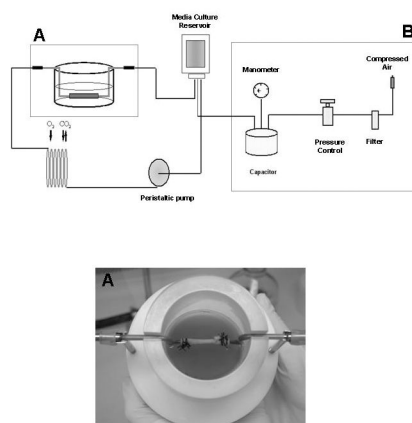 Media Culture
Reservoir
A
B
Compressed
Air
Manometer
O2 CO2
Pressure
Control
Filter
Capacitor
Peristaltic pump
A